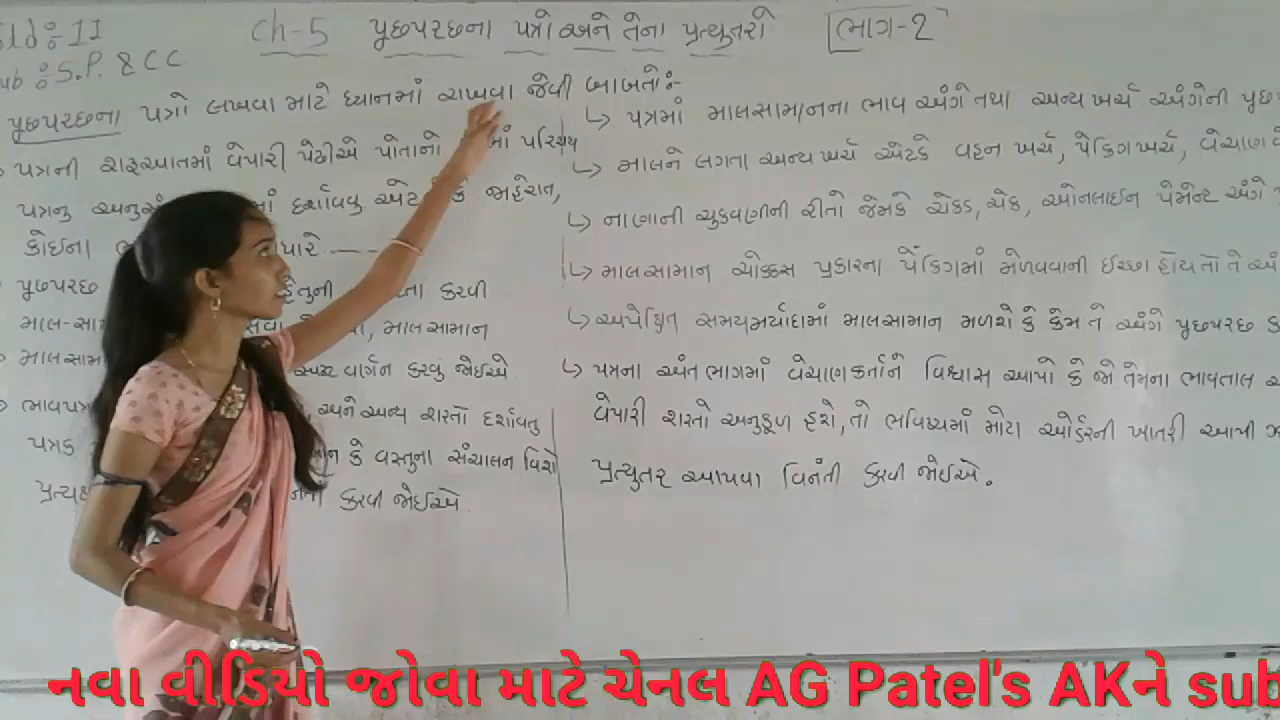 Std : 11
Sub : S.P. & CC
Ch-5 પૂછપરછના પત્રો અને તેના પ્રત્યુતરો
ભાગ-2
પૂછપરછના પત્રો લખવા માટે ધ્યાનમાં રાખવા જેવી બાબતો :-
પત્રની શરૂઆતમાં વેપારી પેઢીએ પોતાનો માં પરિચય
પત્રનુ માં દર્શાવવુ એટલે કે જાહેરાત,
કોઈના
પૂછપરછ હેતુની કરવી
માલ-સા સેવા માલસામાન
માલસામ સ્પષ્ટ વર્ણન કરવુ જોઈએ.
ભાવપત્ર અને અન્ય શરતો દર્શાવતુ
પત્રક કે વસ્તુના સંચાલન વિશે
કરવી જોઈએ.
↳ પત્રમાં માલસામાનના ભાવ અંગે તથા અન્ય ખર્ચ અંગેની પૂછ
↳ માલને લગતા અન્ય ખર્ચ એટલે વહન ખર્ચ, પેકિંગ ખર્ચ, વેચાણ
↳ નાણાની ચુકવણીની રીતો જેમકે રોકડ, ચેક, ઓનલાઈન પેમેન્ટ અંગે
↳ માલસામાન ચોક્કસ પ્રકારના પેંકિગમાં મેળવવાની ઈચ્છા હોય તો તે અં
↳ અપેક્ષિત સમયમર્યાદામાં માલસામાન મળશે કે કેમ તે અંગે પૂછપરછ ક
↳ પત્રના અંત ભાગમાં વેચાણકર્તાને વિશ્વાસ આપો કે જો તેમના ભાવતાલ
વેપારી શરતો અનુકૂળ હશે, તો ભવિષ્યમાં મોટા ઓર્ડરની ખાતરી આપી
પ્રત્યુતર આપવા વિનંતી કરવી જોઈએ.
નવા વીડિયો જોવા માટે ચેનલ AG Patel's AKને sub